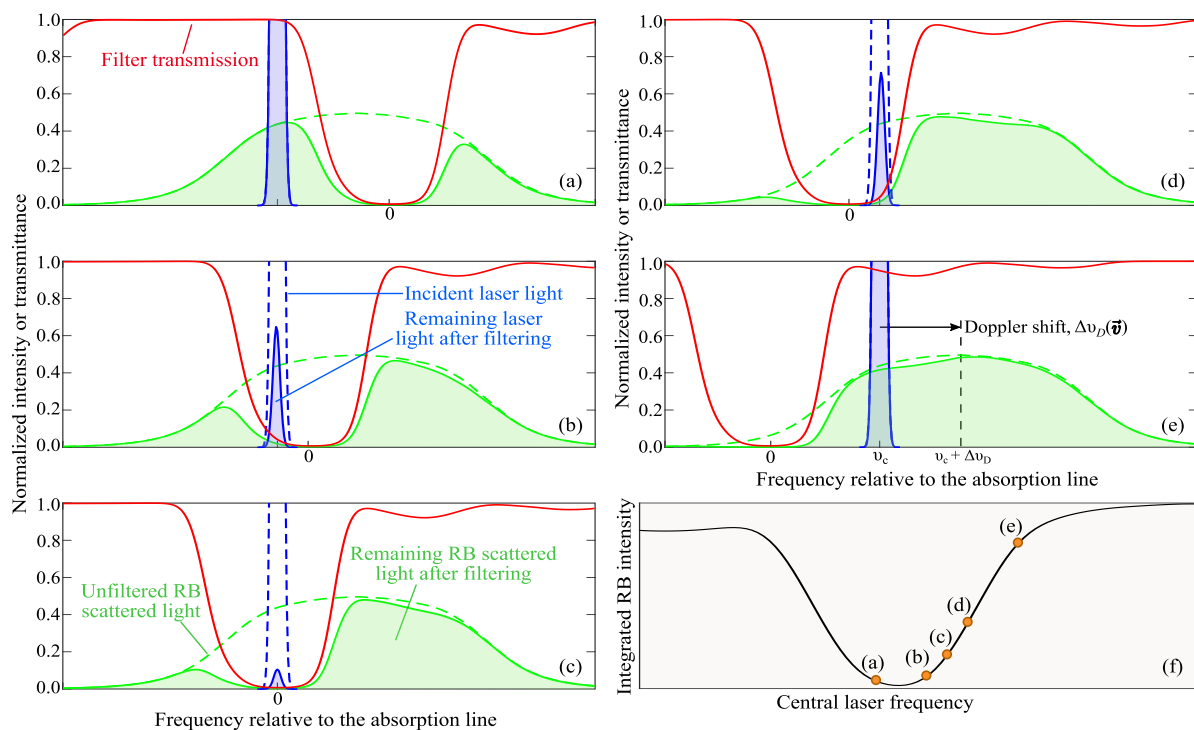 Normalized intensity or transmittance
1.0
0.8
0.6
0.4
0.2
0.0
Filter transmission
(a)
0
1.0
0.8
0.6
0.4
0.2
0.0
Incident laser light
Remaining laser
light after filtering
(b)
0
1.0
0.8
0.6
0.4
0.2
0.0
Unfiltered RB
scattered light
Remaining RB scattered
light after filtering
(c)
0
Frequency relative to the absorption line
Normalized intensity or transmittance
1.0
0.8
0.6
0.4
0.2
0.0
(d)
0
1.0
0.8
0.6
0.4
0.2
0.0
Doppler shift, Δυ_D(v⃗)
(e)
0
υ_c
υ_c + Δυ_D
Frequency relative to the absorption line
Integrated RB intensity
(a)
(b)
(c)
(d)
(e)
(f)
Central laser frequency